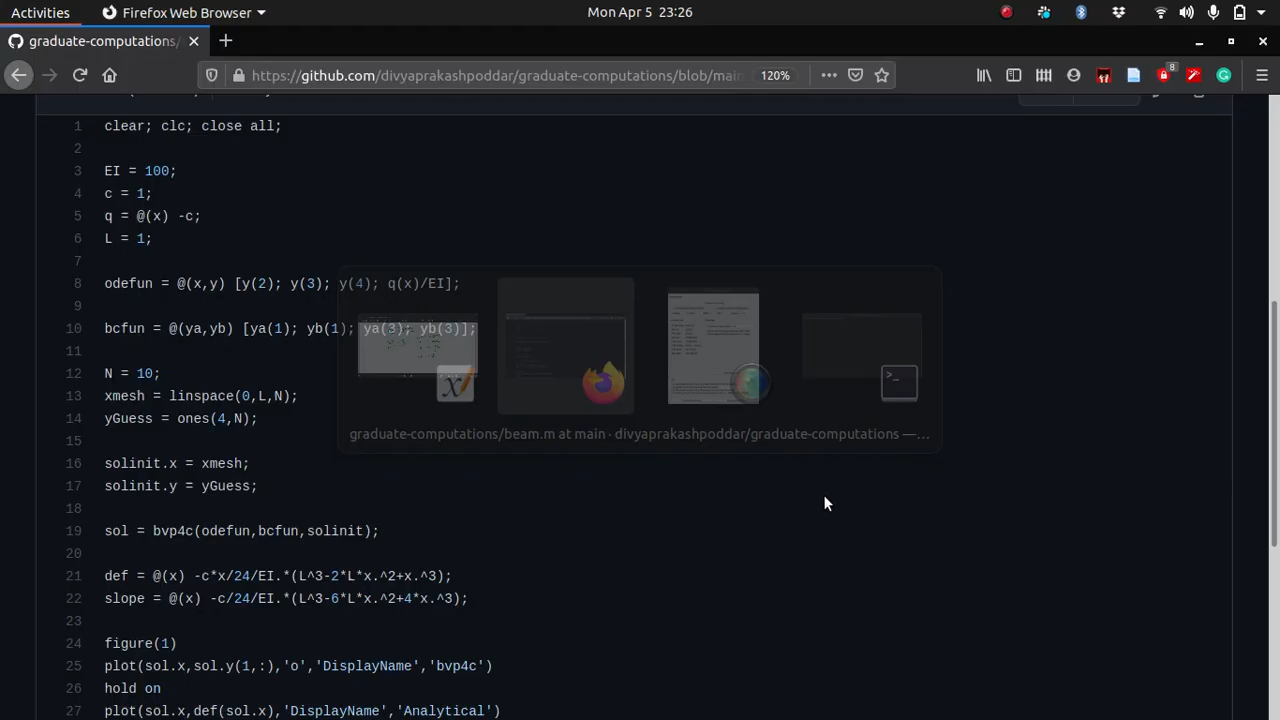 Activities
Firefox Web Browser
Mon Apr 5 23:26
graduate-computations/
https://github.com/divyaprakashpoddar/graduate-computations/blob/main
120%
8
1 clear; clc; close all;
2
3 EI = 100;
4 c = 1;
5 q = @(x) -c;
6 L = 1;
7
8 odefun = @(x,y) [y(2); y(3); y(4); q(x)/EI];
9
10 bcfun = @(ya,yb) [ya(1); yb(1); ya(3); yb(3)];
11
12 N = 10;
13 xmesh = linspace(0,L,N);
14 yGuess = ones(4,N);
15
16 solinit.x = xmesh;
17 solinit.y = yGuess;
18
19 sol = bvp4c(odefun,bcfun,solinit);
20
21 def = @(x) -c*x/24/EI.*(L^3-2*L*x.^2+x.^3);
22 slope = @(x) -c/24/EI.*(L^3-6*L*x.^2+4*x.^3);
23
24 figure(1)
25 plot(sol.x,sol.y(1,:),'o','DisplayName','bvp4c')
26 hold on
27 plot(sol.x,def(sol.x),'DisplayName','Analytical')
>_
graduate-computations/beam.m at main · divyaprakashpoddar/graduate-computations —…